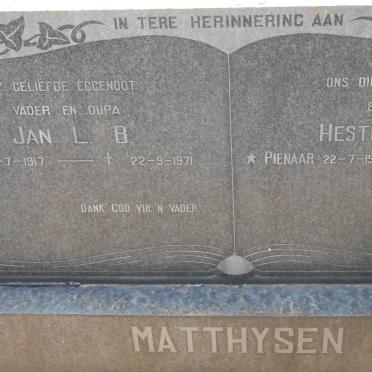 IN TERE HERINNERING AAN
GELIEFDE EGGENOOT
VADER EN OUPA
JAN L. B.
-7-1917 — † 22-9-1971
DANK GOD VIR 'N VADER
ONS
HEST
★ PIENAAR 22-7-19
MATTHYSEN